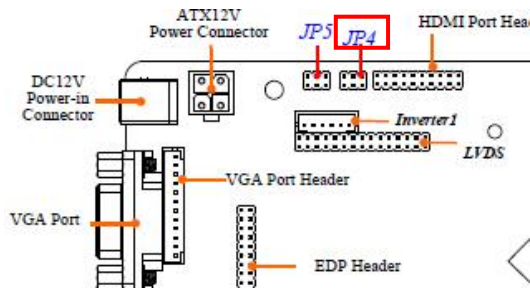 ATX12V
Power Connector
JP5
JP4
HDMI Port Hea
DC12V
Power-in
Connector
Inverter1
LVDS
VGA Port Header
VGA Port
EDP Header